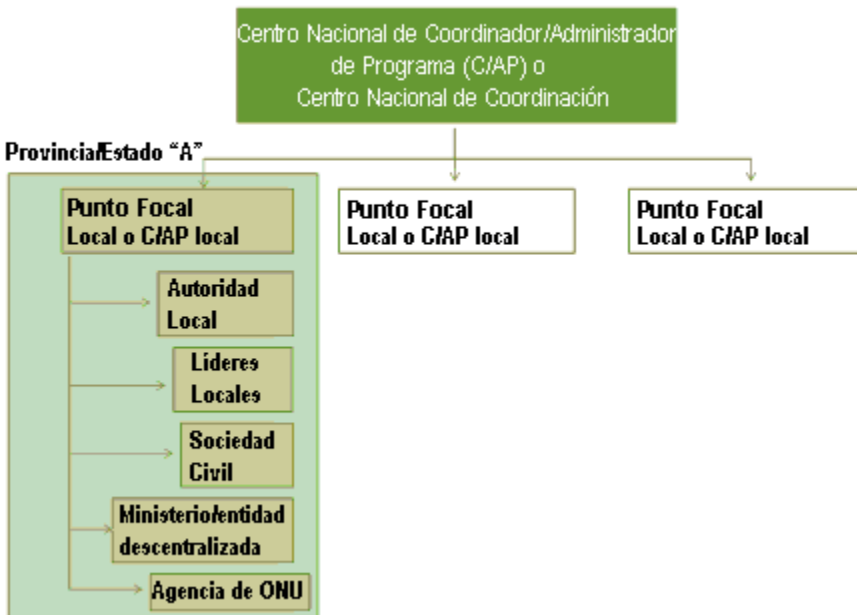 Centro Nacional de Coordinador/Administrador
de Programa (C/AP) o
Centro Nacional de Coordinación
Provincia/Estado “A”
Punto Focal
Local o C/AP local
Punto Focal
Local o C/AP local
Punto Focal
Local o C/AP local
Autoridad
Local
Líderes
Locales
Sociedad
Civil
Ministerio/entidad
descentralizada
Agencia de ONU